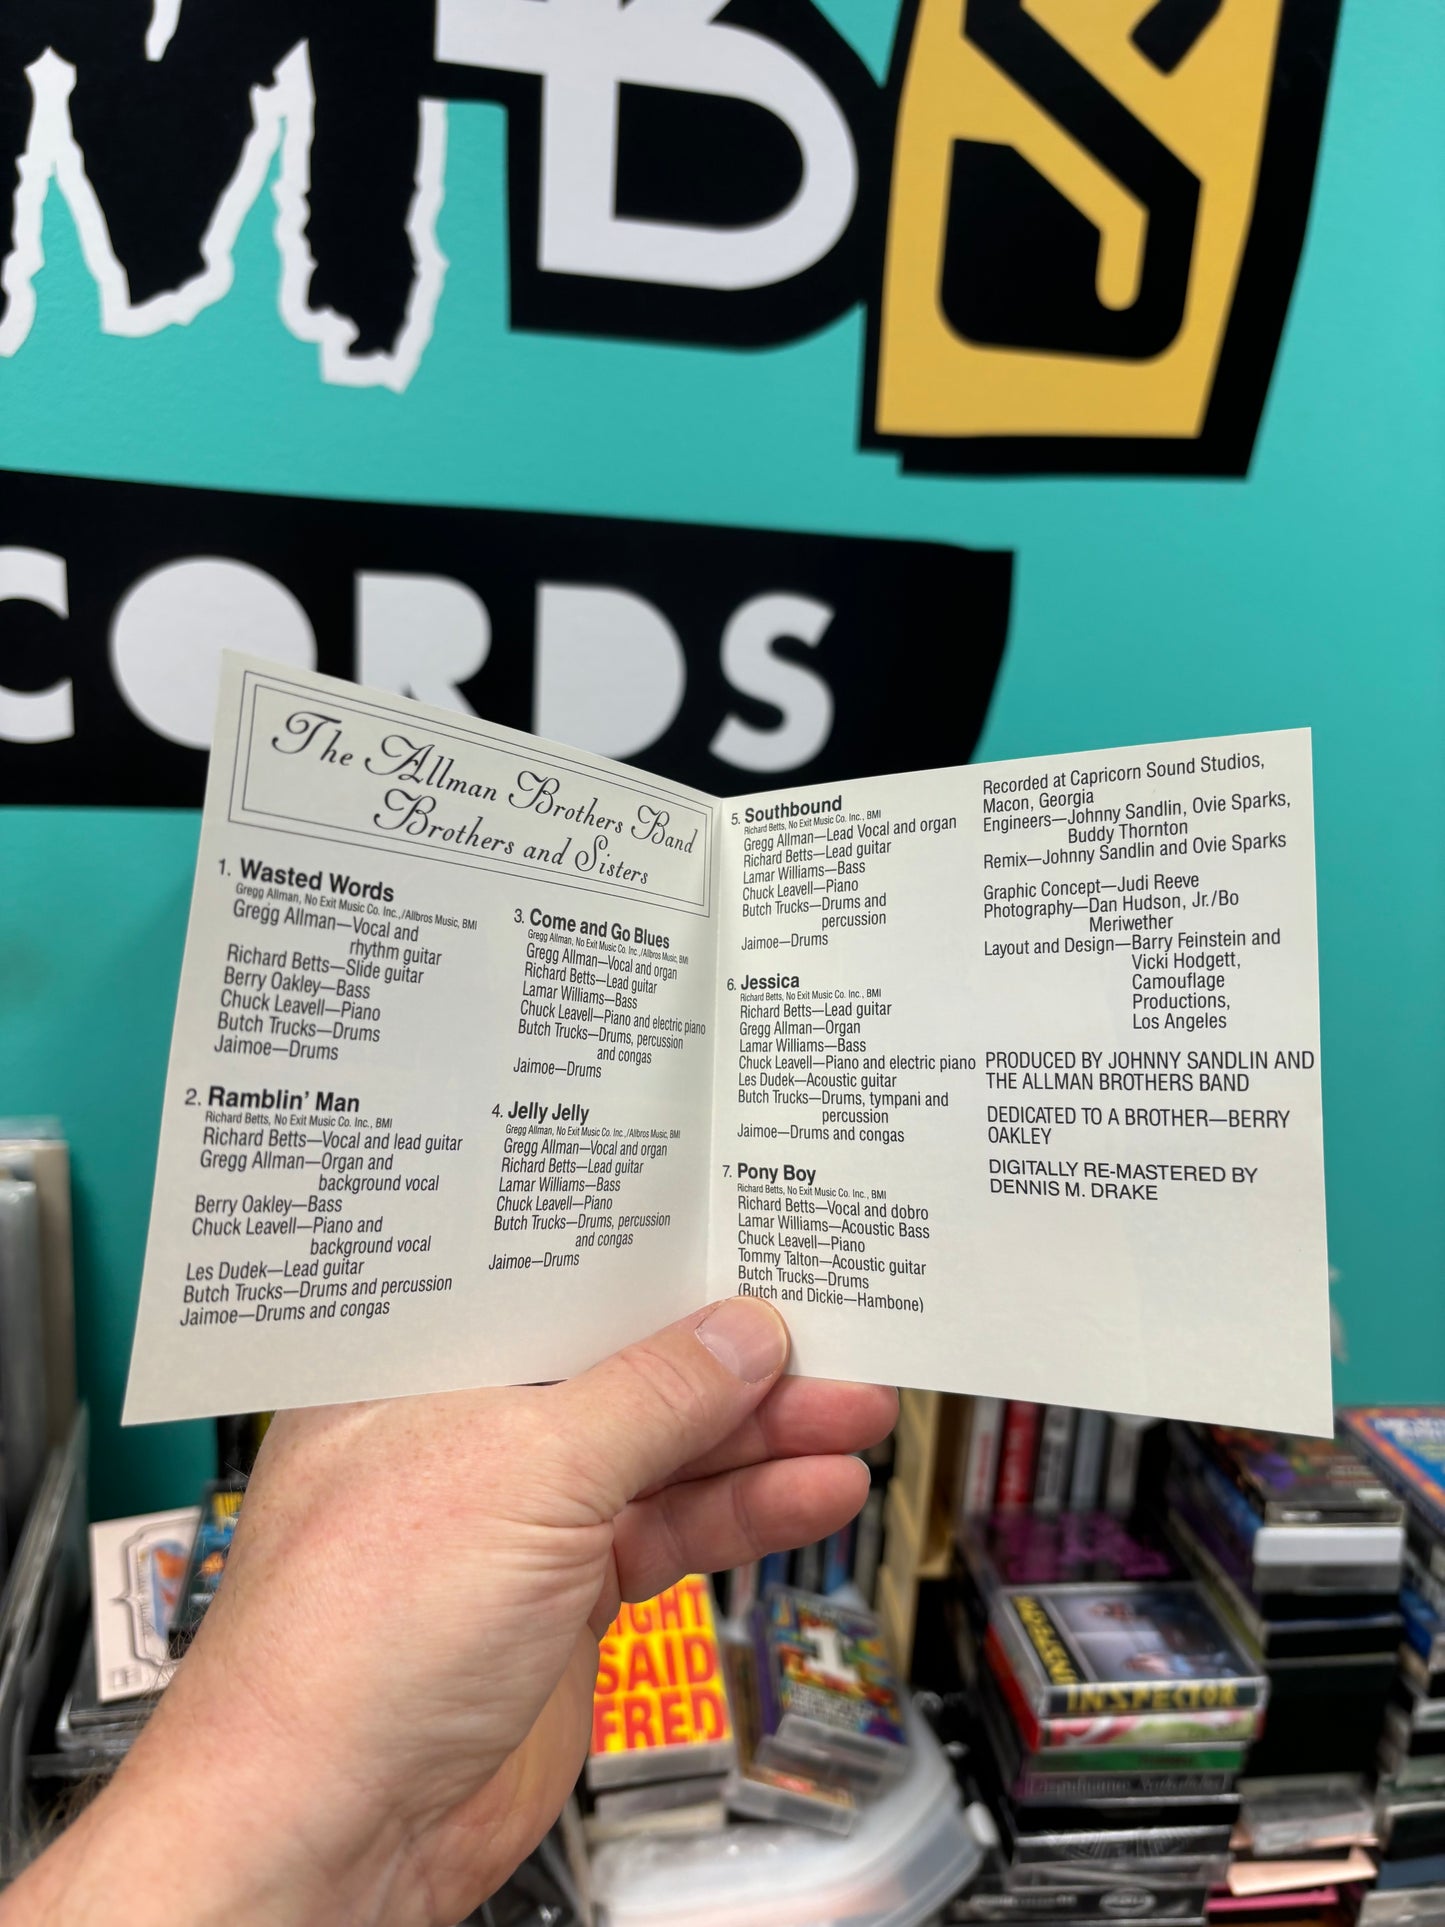 MBS
CORDS
The Allman Brothers Band
Brothers and Sisters
1. Wasted Words
Gregg Allman, No Exit Music Co. Inc.,/Allbros Music, BMI
Gregg Allman—Vocal and
rhythm guitar
Richard Betts—Slide guitar
Berry Oakley—Bass
Chuck Leavell—Piano
Butch Trucks—Drums
Jaimoe—Drums
2. Ramblin' Man
Richard Betts, No Exit Music Co. Inc., BMI
Richard Betts—Vocal and lead guitar
Gregg Allman—Organ and
background vocal
Berry Oakley—Bass
Chuck Leavell—Piano and
background vocal
Les Dudek—Lead guitar
Butch Trucks—Drums and percussion
Jaimoe—Drums and congas
3. Come and Go Blues
Gregg Allman, No Exit Music Co. Inc.,/Allbros Music, BMI
Gregg Allman—Vocal and organ
Richard Betts—Lead guitar
Lamar Williams—Bass
Chuck Leavell—Piano and electric piano
Butch Trucks—Drums, percussion
and congas
Jaimoe—Drums
4. Jelly Jelly
Gregg Allman, No Exit Music Co. Inc.,/Allbros Music, BMI
Gregg Allman—Vocal and organ
Richard Betts—Lead guitar
Lamar Williams—Bass
Chuck Leavell—Piano
Butch Trucks—Drums, percussion
and congas
Jaimoe—Drums
5. Southbound
Richard Betts, No Exit Music Co. Inc., BMI
Gregg Allman—Lead Vocal and organ
Richard Betts—Lead guitar
Lamar Williams—Bass
Chuck Leavell—Piano
Butch Trucks—Drums and
percussion
Jaimoe—Drums
6. Jessica
Richard Betts, No Exit Music Co. Inc., BMI
Richard Betts—Lead guitar
Gregg Allman—Organ
Lamar Williams—Bass
Chuck Leavell—Piano and electric piano
Les Dudek—Acoustic guitar
Butch Trucks—Drums, tympani and
percussion
Jaimoe—Drums and congas
7. Pony Boy
Richard Betts, No Exit Music Co. Inc., BMI
Richard Betts—Vocal and dobro
Lamar Williams—Acoustic Bass
Chuck Leavell—Piano
Tommy Talton—Acoustic guitar
Butch Trucks—Drums
(Butch and Dickie—Hambone)
Recorded at Capricorn Sound Studios,
Macon, Georgia
Engineers—Johnny Sandlin, Ovie Sparks,
Buddy Thornton
Remix—Johnny Sandlin and Ovie Sparks
Graphic Concept—Judi Reeve
Photography—Dan Hudson, Jr./Bo
Meriwether
Layout and Design—Barry Feinstein and
Vicki Hodgett,
Camouflage
Productions,
Los Angeles
PRODUCED BY JOHNNY SANDLIN AND
THE ALLMAN BROTHERS BAND
DEDICATED TO A BROTHER—BERRY
OAKLEY
DIGITALLY RE-MASTERED BY
DENNIS M. DRAKE
SAID
FRED
INSPECTOR